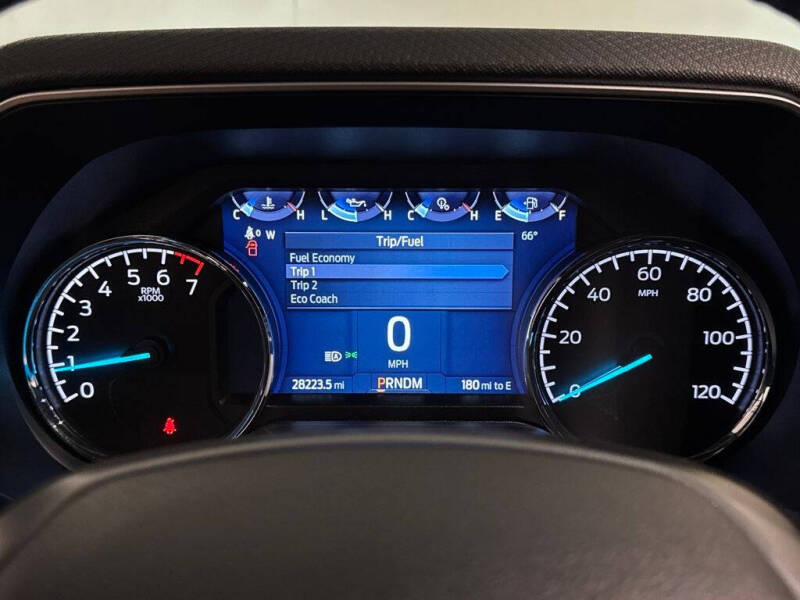 C H L H C H E F
0 W
Trip/Fuel
66°
Fuel Economy
Trip 1
Trip 2
Eco Coach
0
MPH
28223.5 mi
PRNDM
180 mi to E
0 1 2 3 4 5 6 7
RPM
x1000
0 20 40 60 80 100 120
MPH